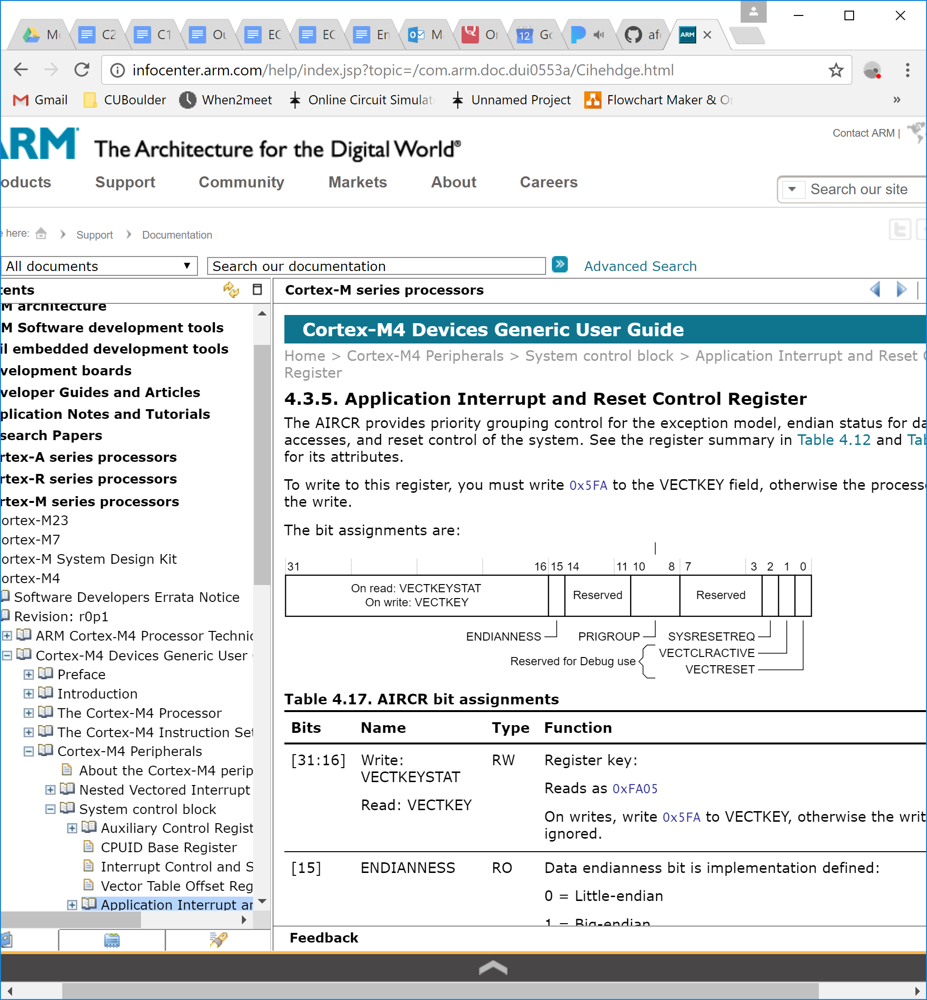 Mo
C2
C1
Ou
EC
EC
En
Ma
Or
12 Go
afo
ARM
infocenter.arm.com/help/index.jsp?topic=/com.arm.doc.dui0553a/Cihehdge.html
Gmail CUBoulder When2meet Online Circuit Simulat Unnamed Project Flowchart Maker & On
Contact ARM |
ARM The Architecture for the Digital World®
oducts Support Community Markets About Careers
Search our site
e here: Support Documentation
All documents Search our documentation Advanced Search
tents
M architecture
M Software development tools
il embedded development tools
velopment boards
veloper Guides and Articles
plication Notes and Tutorials
search Papers
rtex-A series processors
rtex-R series processors
rtex-M series processors
ortex-M23
ortex-M7
ortex-M System Design Kit
ortex-M4
Software Developers Errata Notice
Revision: r0p1
ARM Cortex-M4 Processor Technic
Cortex-M4 Devices Generic User
Preface
Introduction
The Cortex-M4 Processor
The Cortex-M4 Instruction Set
Cortex-M4 Peripherals
About the Cortex-M4 perip
Nested Vectored Interrupt
System control block
Auxiliary Control Regist
CPUID Base Register
Interrupt Control and S
Vector Table Offset Reg
Application Interrupt an
Cortex-M series processors
Cortex-M4 Devices Generic User Guide
Home > Cortex-M4 Peripherals > System control block > Application Interrupt and Reset C
Register
4.3.5. Application Interrupt and Reset Control Register
The AIRCR provides priority grouping control for the exception model, endian status for da
accesses, and reset control of the system. See the register summary in Table 4.12 and Tab
for its attributes.
To write to this register, you must write 0x5FA to the VECTKEY field, otherwise the processo
the write.
The bit assignments are:
31 16 15 14 11 10 8 7 3 2 1 0
On read: VECTKEYSTAT
On write: VECTKEY
Reserved
Reserved
ENDIANNESS PRIGROUP SYSRESETREQ
Reserved for Debug use VECTCLRACTIVE
VECTRESET
Table 4.17. AIRCR bit assignments
Bits Name Type Function
[31:16] Write: RW Register key:
VECTKEYSTAT
Reads as 0xFA05
Read: VECTKEY
On writes, write 0x5FA to VECTKEY, otherwise the writ
ignored.
[15] ENDIANNESS RO Data endianness bit is implementation defined:
0 = Little-endian
1 = Big-endian
Feedback